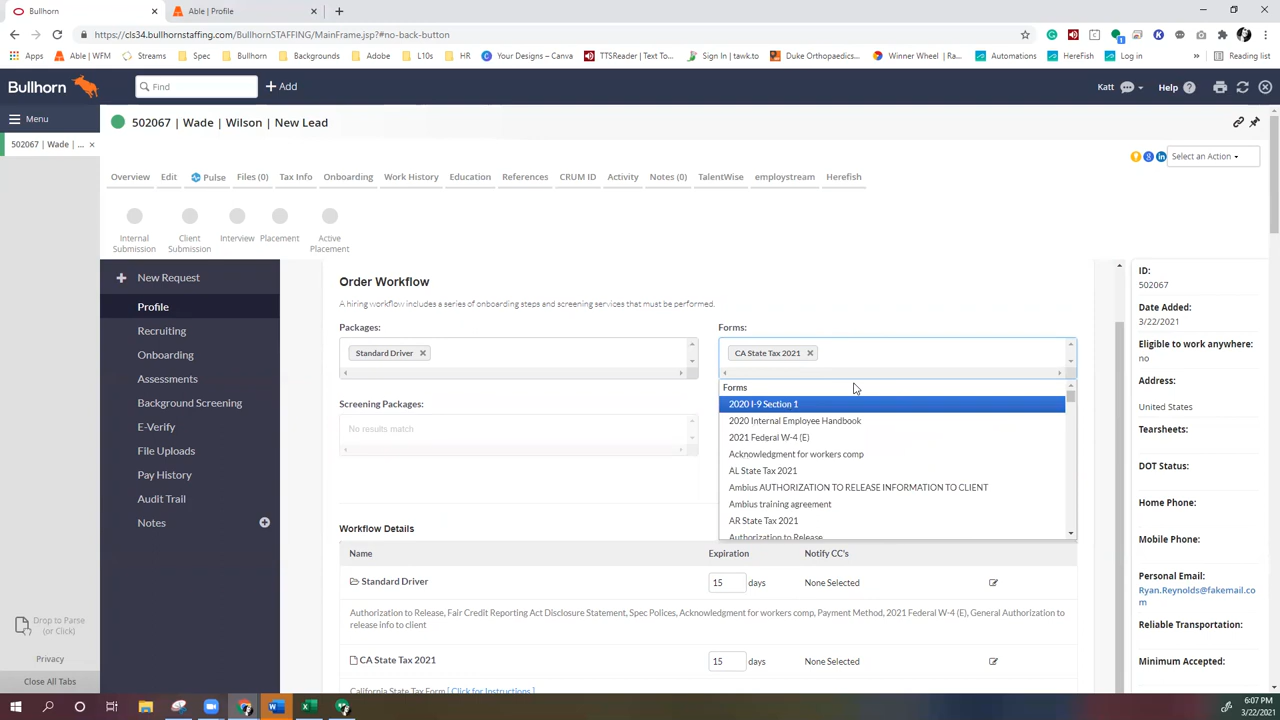 Bullhorn
Able | Profile
https://cls34.bullhornstaffing.com/BullhornSTAFFING/MainFrame.jsp?#no-back-button
Apps
Able | WFM
Streams
Spot
Bullhorn
Backgrounds
Adobe
L10s
HR
Your Designs – Canva
TTSReader | Text To...
Sign In | tawk.to
Duke Orthopaedics...
Winner Wheel | Ra...
Automations
HereFish
Log in
Reading list
Bullhorn
Find
Add
Katt
Help
Menu
502067 | Wade | Wilson | New Lead
502067 | Wade | ...
Select an Action
Overview
Edit
Pulse
Files (0)
Tax Info
Onboarding
Work History
Education
References
CRUM ID
Activity
Notes (0)
TalentWise
employstream
Herefish
Internal
Submission
Client
Submission
Interview
Placement
Active
Placement
New Request
Profile
Recruiting
Onboarding
Assessments
Background Screening
E-Verify
File Uploads
Pay History
Audit Trail
Notes
Order Workflow
A hiring workflow includes a series of onboarding steps and screening services that must be performed.
Packages:
Standard Driver
Forms:
CA State Tax 2021
Forms
2020 I-9 Section 1
2020 Internal Employee Handbook
2021 Federal W-4 (E)
Acknowledgment for workers comp
AL State Tax 2021
Ambius AUTHORIZATION TO RELEASE INFORMATION TO CLIENT
Ambius training agreement
AR State Tax 2021
Authorization to Release
Screening Packages:
No results match
Workflow Details
Name
Expiration
Notify CC's
Standard Driver
15 days
None Selected
Authorization to Release, Fair Credit Reporting Act Disclosure Statement, Spec Polices, Acknowledgment for workers comp, Payment Method, 2021 Federal W-4 (E), General Authorization to
release info to client
CA State Tax 2021
15 days
None Selected
California State Tax Form [ Click for Instructions ]
ID:
502067
Date Added:
3/22/2021
Eligible to work anywhere:
no
Address:
United States
Tearsheets:
DOT Status:
Home Phone:
Mobile Phone:
Personal Email:
Ryan.Reynolds@fakemail.co
m
Reliable Transportation:
Minimum Accepted:
Drop to Parse
(or Click)
Privacy
Close All Tabs
6:07 PM
3/22/2021